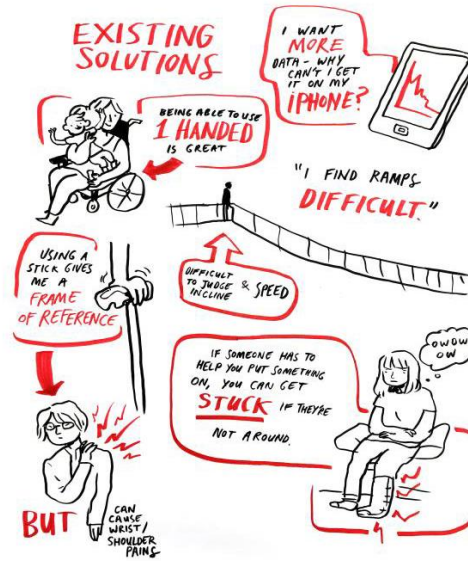 EXISTING
SOLUTIONS
I WANT
MORE
DATA - WHY
CAN'T I GET
IT ON MY
iPHONE?
BEING ABLE TO USE
1 HANDED
IS GREAT
"I FIND RAMPS
DIFFICULT."
USING A
STICK GIVES
ME A
FRAME
OF REFERENCE
DIFFICULT
TO JUDGE
INCLINE & SPEED
IF SOMEONE HAS TO
HELP YOU PUT SOMETHING
ON, YOU CAN GET
STUCK IF THEY'RE
NOT AROUND.
OWOW
OW
BUT
CAN
CAUSE
WRIST/
SHOULDER
PAINS